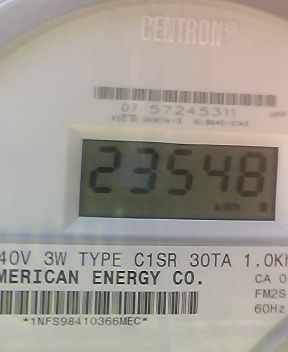 CENTRON®
07 57245311
23548
kWh
40V 3W TYPE C1SR 30TA 1.0K
MERICAN ENERGY CO.
CA 0
FM2S
60Hz
*1NFS98410366MEC*